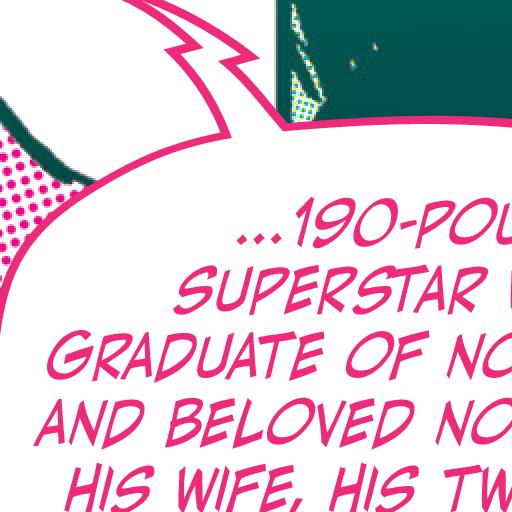 ...190-POU
SUPERSTAR
GRADUATE OF NO
AND BELOVED NO
HIS WIFE, HIS TW